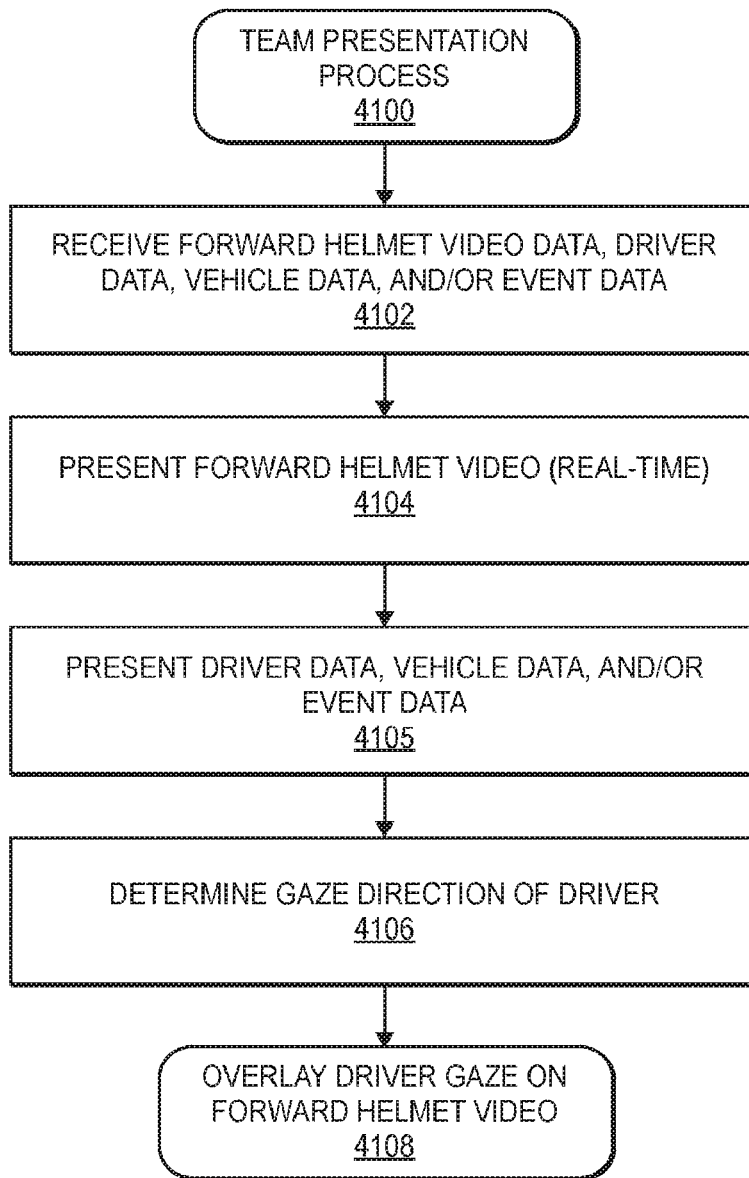 TEAM PRESENTATION
PROCESS
4100
RECEIVE FORWARD HELMET VIDEO DATA, DRIVER
DATA, VEHICLE DATA, AND/OR EVENT DATA
4102
PRESENT FORWARD HELMET VIDEO (REAL-TIME)
4104
PRESENT DRIVER DATA, VEHICLE DATA, AND/OR
EVENT DATA
4105
DETERMINE GAZE DIRECTION OF DRIVER
4106
OVERLAY DRIVER GAZE ON
FORWARD HELMET VIDEO
4108